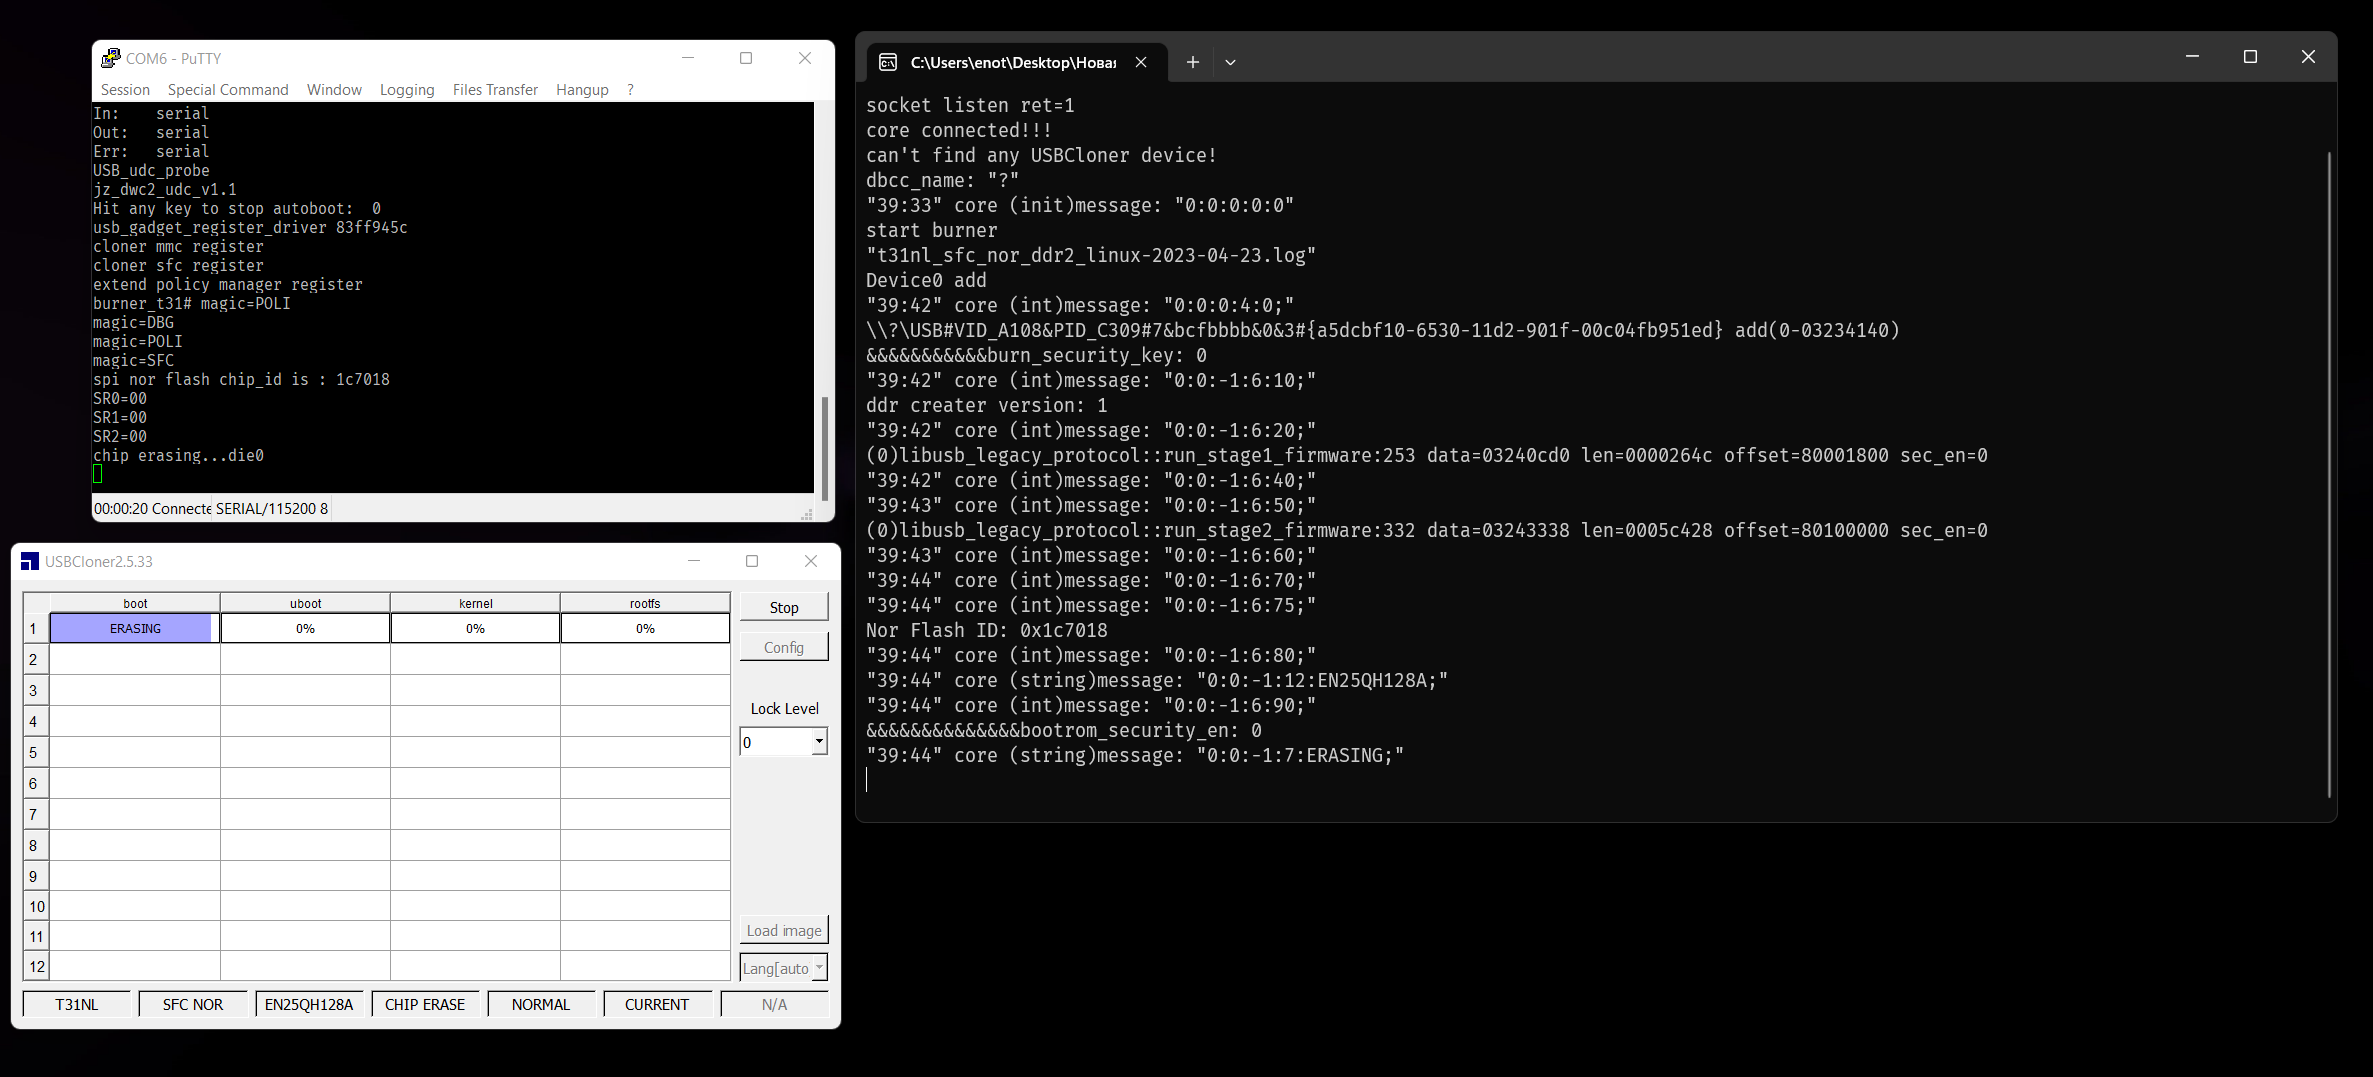 COM6 - PuTTY
Session Special Command Window Logging Files Transfer Hangup ?
In:    serial
Out:   serial
Err:   serial
USB_udc_probe
jz_dwc2_udc_v1.1
Hit any key to stop autoboot:  0
usb_gadget_register_driver 83ff945c
cloner mmc register
cloner sfc register
extend policy manager register
burner_t31# magic=POLI
magic=DBG
magic=POLI
magic=SFC
spi nor flash chip_id is : 1c7018
SR0=00
SR1=00
SR2=00
chip erasing...die0
00:00:20 Connecte SERIAL/115200 8
USBCloner2.5.33
boot uboot kernel rootfs
1 ERASING 0% 0% 0%
2
3
4
5
6
7
8
9
10
11
12
Stop
Config
Lock Level
0
Load image
Lang[auto
T31NL SFC NOR EN25QH128A CHIP ERASE NORMAL CURRENT N/A
C:\Users\enot\Desktop\Новая
socket listen ret=1
core connected!!!
can't find any USBCloner device!
dbcc_name: "?"
"39:33" core (init)message: "0:0:0:0:0"
start burner
"t31nl_sfc_nor_ddr2_linux-2023-04-23.log"
Device0 add
"39:42" core (int)message: "0:0:0:4:0;"
\\?\USB#VID_A108&PID_C309#7&bcfbbbb&0&3#{a5dcbf10-6530-11d2-901f-00c04fb951ed} add(0-03234140)
&&&&&&&&&&&burn_security_key: 0
"39:42" core (int)message: "0:0:-1:6:10;"
ddr creater version: 1
"39:42" core (int)message: "0:0:-1:6:20;"
(0)libusb_legacy_protocol::run_stage1_firmware:253 data=03240cd0 len=0000264c offset=80001800 sec_en=0
"39:42" core (int)message: "0:0:-1:6:40;"
"39:43" core (int)message: "0:0:-1:6:50;"
(0)libusb_legacy_protocol::run_stage2_firmware:332 data=03243338 len=0005c428 offset=80100000 sec_en=0
"39:43" core (int)message: "0:0:-1:6:60;"
"39:44" core (int)message: "0:0:-1:6:70;"
"39:44" core (int)message: "0:0:-1:6:75;"
Nor Flash ID: 0x1c7018
"39:44" core (int)message: "0:0:-1:6:80;"
"39:44" core (string)message: "0:0:-1:12:EN25QH128A;"
"39:44" core (int)message: "0:0:-1:6:90;"
&&&&&&&&&&&&&&bootrom_security_en: 0
"39:44" core (string)message: "0:0:-1:7:ERASING;"